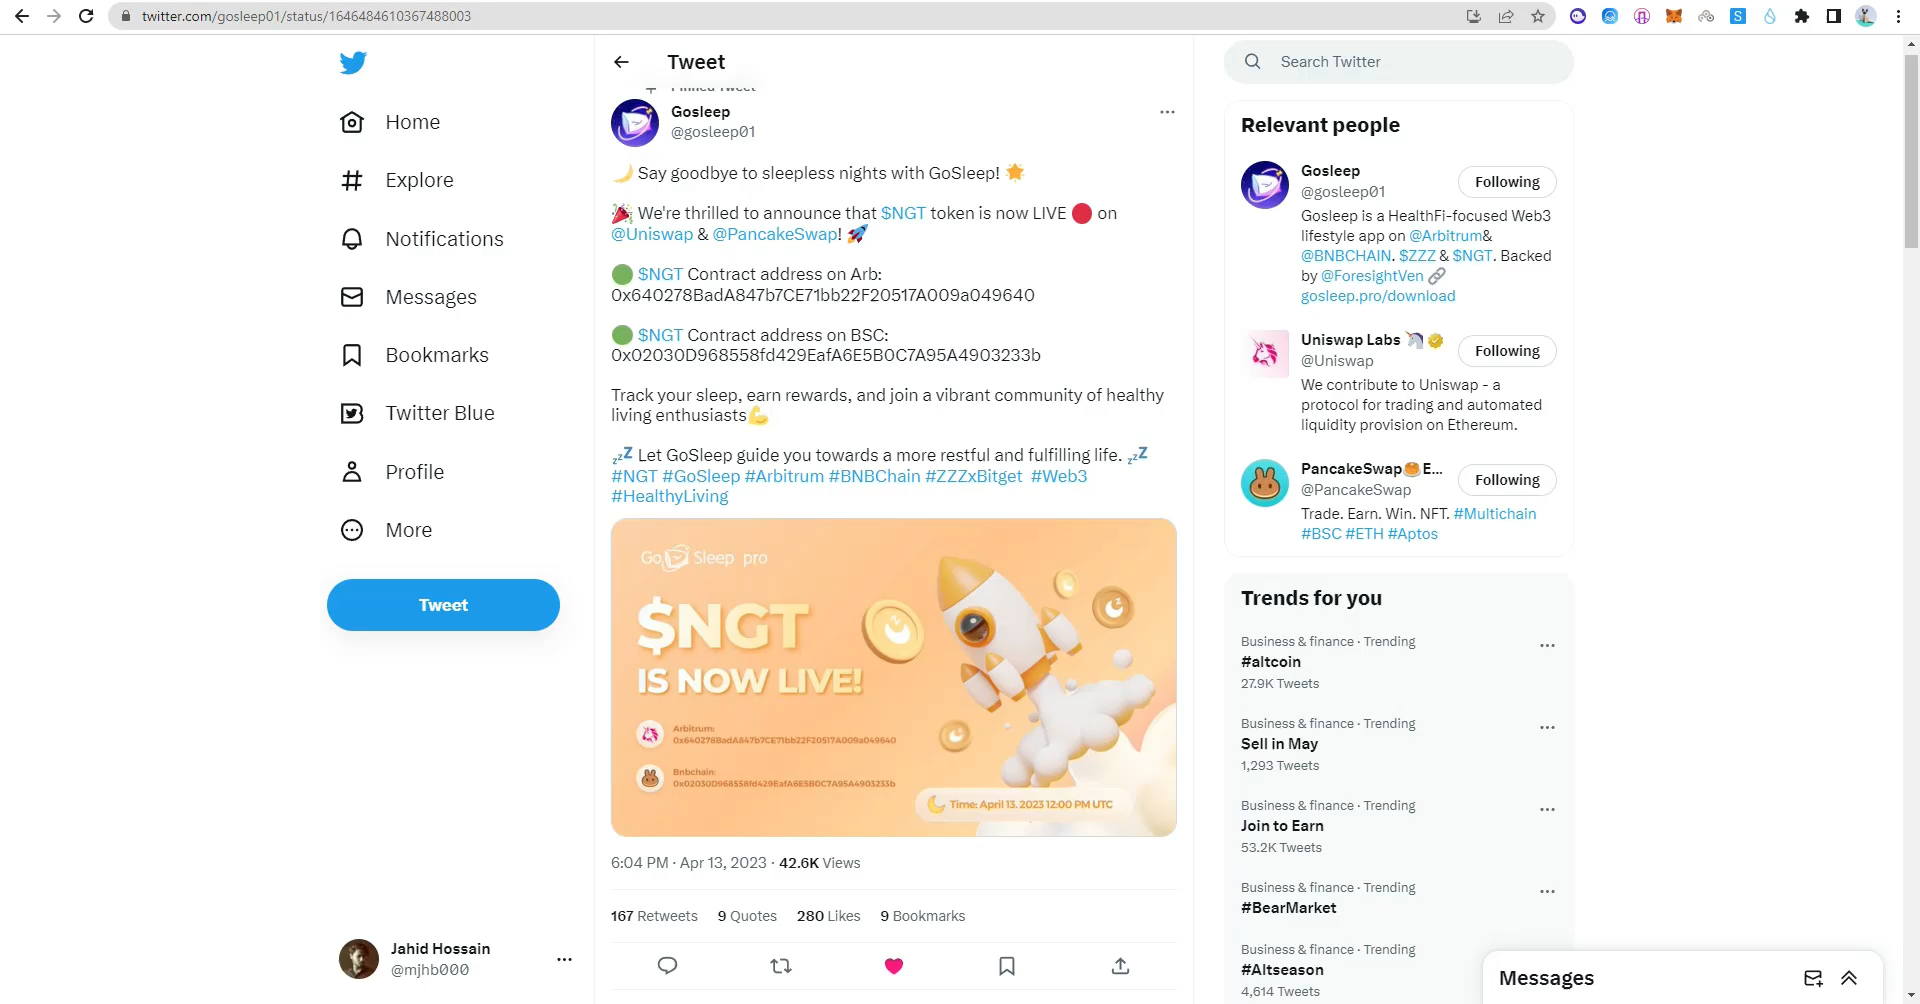 twitter.com/gosleep01/status/1646484610367488003
Home
Explore
Notifications
Messages
Bookmarks
Twitter Blue
Profile
More
Tweet
Jahid Hossain
@mjhb000
Tweet
Pinned Tweet
Gosleep
@gosleep01
🌙 Say goodbye to sleepless nights with GoSleep! 🌟
🎉 We're thrilled to announce that $NGT token is now LIVE 🔴 on
@Uniswap & @PancakeSwap! 🚀
🟢 $NGT Contract address on Arb:
0x640278BadA847b7CE71bb22F20517A009a049640
🟢 $NGT Contract address on BSC:
0x02030D968558fd429EafA6E5B0C7A95A4903233b
Track your sleep, earn rewards, and join a vibrant community of healthy
living enthusiasts💪
💤 Let GoSleep guide you towards a more restful and fulfilling life. 💤
#NGT #GoSleep #Arbitrum #BNBChain #ZZZxBitget #Web3
#HealthyLiving
Go Sleep pro
$NGT
IS NOW LIVE!
Arbitrum:
0x640278BadA847b7CE71bb22F20517A009a049640
Bnbchain:
0x02030D968558fd429EafA6E5B0C7A95A4903233b
Time: April 13. 2023 12:00 PM UTC
6:04 PM · Apr 13, 2023 · 42.6K Views
167 Retweets 9 Quotes 280 Likes 9 Bookmarks
Search Twitter
Relevant people
Gosleep
@gosleep01
Following
Gosleep is a HealthFi-focused Web3
lifestyle app on @Arbitrum&
@BNBCHAIN. $ZZZ & $NGT. Backed
by @ForesightVen 🔗
gosleep.pro/download
Uniswap Labs 🦄
@Uniswap
Following
We contribute to Uniswap - a
protocol for trading and automated
liquidity provision on Ethereum.
PancakeSwap🥞E...
@PancakeSwap
Following
Trade. Earn. Win. NFT. #Multichain
#BSC #ETH #Aptos
Trends for you
Business & finance · Trending
#altcoin
27.9K Tweets
Business & finance · Trending
Sell in May
1,293 Tweets
Business & finance · Trending
Join to Earn
53.2K Tweets
Business & finance · Trending
#BearMarket
Business & finance · Trending
#Altseason
4,614 Tweets
Messages